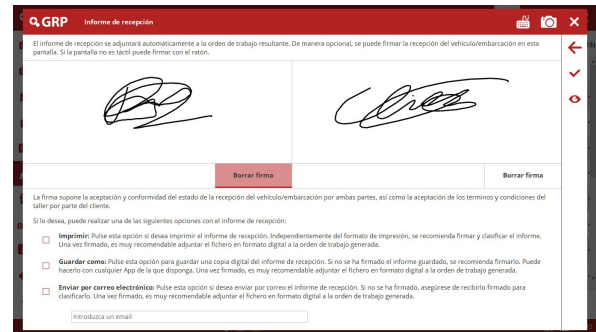 GRP Informe de recepción
El informe de recepción se adjuntará automáticamente a la orden de trabajo resultante. De manera opcional, se puede firmar la recepción del vehículo/embarcación en esta
pantalla. Si la pantalla no es táctil puede firmar con el ratón.
Borrar firma Borrar firma
La firma supone la aceptación y conformidad del estado de la recepción del vehículo/embarcación por ambas partes, así como la aceptación de los términos y condiciones del
taller por parte del cliente.
Si lo desea, puede realizar una de las siguientes opciones con el informe de recepción:
Imprimir: Pulse esta opción si desea imprimir el informe de recepción, Independientemente del formato de impresión, se recomienda firmar y clasificar el informe.
Una vez firmado, es muy recomendable adjuntar el fichero en formato digital a la orden de trabajo generada.
Guardar como: Pulse esta opción para guardar una copia digital del informe de recepción. Si no se ha firmado el informe guardado, se recomienda firmarlo. Puede
hacerlo con cualquier App de la que disponga. Una vez firmado, es muy recomendable adjuntar el fichero en formato digital a la orden de trabajo generada.
Enviar por correo electrónico: Pulse esta opción si desea enviar por correo el informe de recepción. Si no se ha firmado, asegúrese de recibirlo firmado para
clasificarlo. Una vez firmado, es muy recomendable adjuntar el fichero en formato digital a la orden de trabajo generada.
Introduzca un email